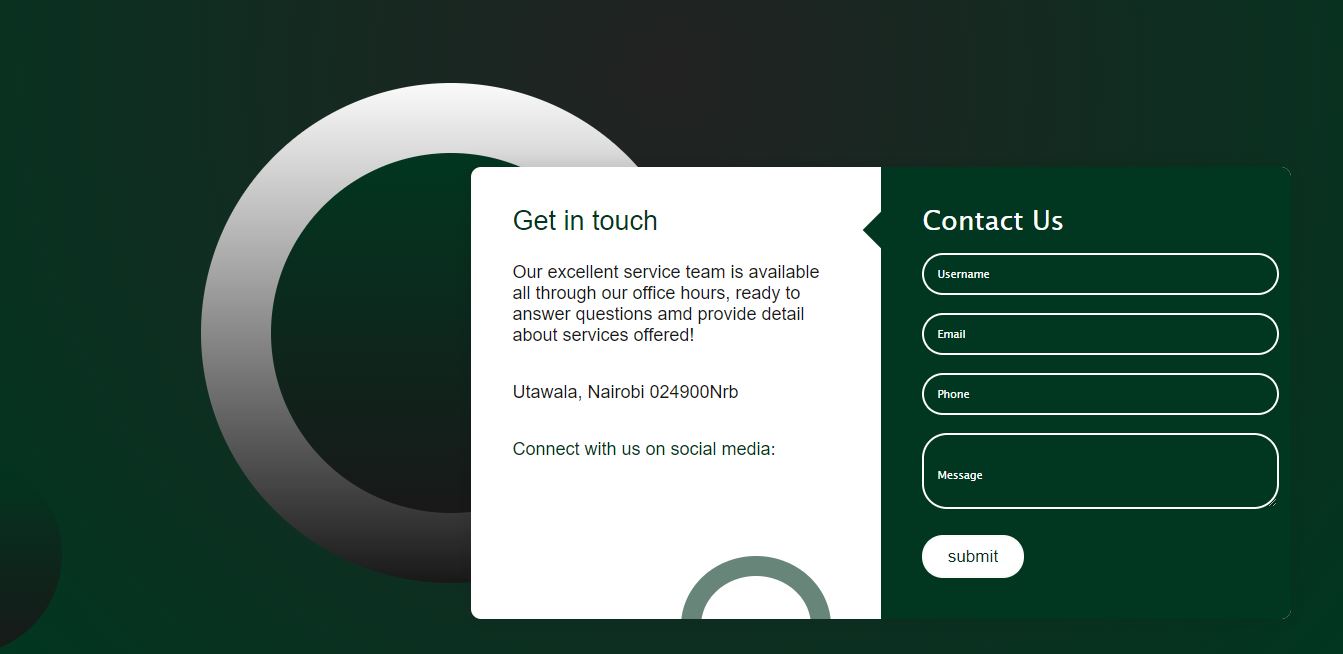 Get in touch
Our excellent service team is available
all through our office hours, ready to
answer questions amd provide detail
about services offered!
Utawala, Nairobi 024900Nrb
Connect with us on social media:
Contact Us
Username
Email
Phone
Message
submit